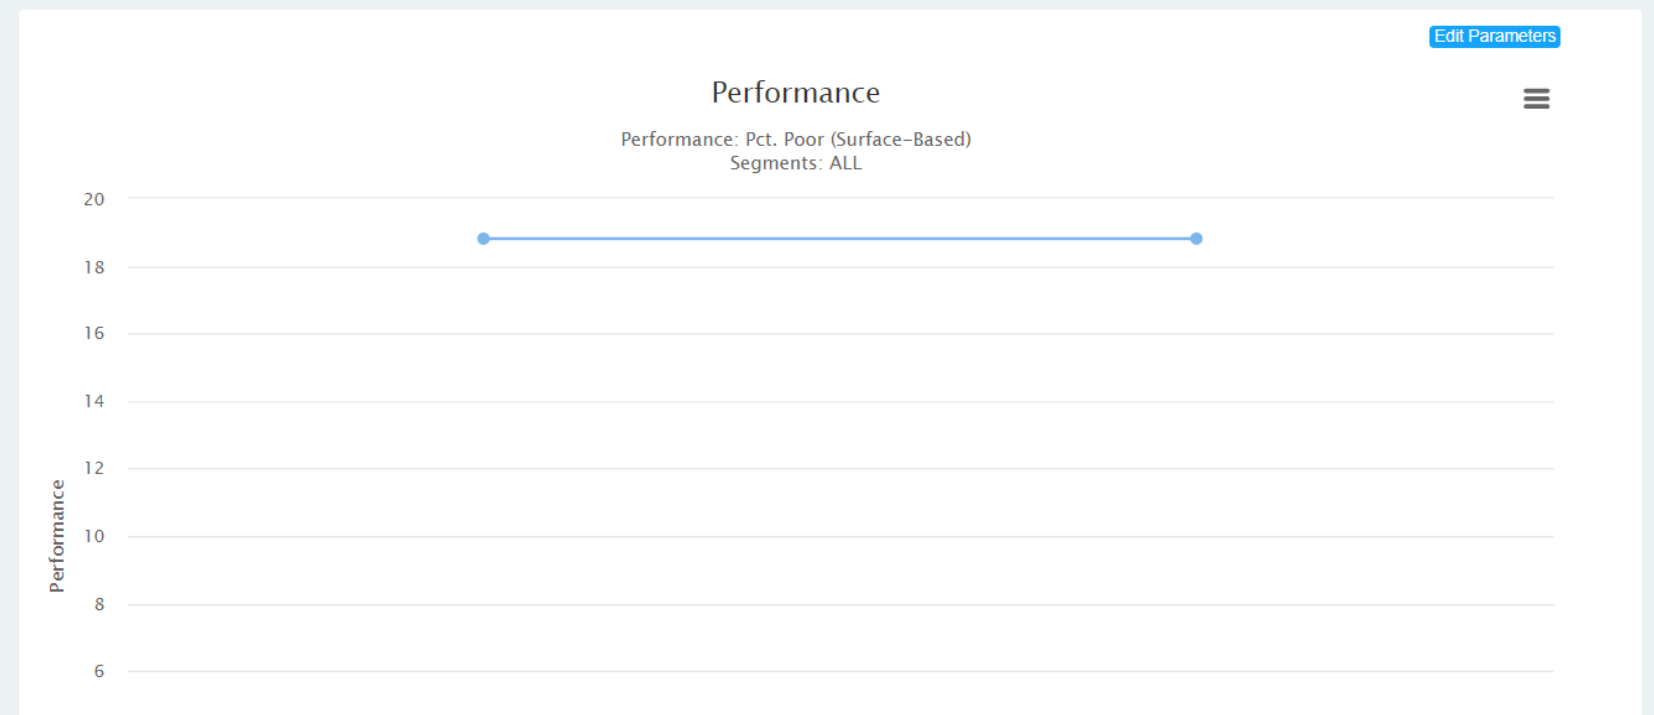 Edit Parameters
Performance
Performance: Pct. Poor (Surface-Based)
Segments: ALL
20
18
16
14
12
10
8
6
Performance